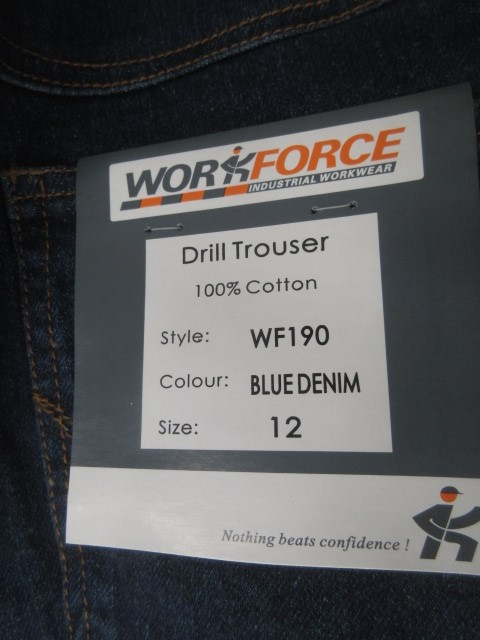 WORKFORCE
INDUSTRIAL WORKWEAR
Drill Trouser
100% Cotton
Style: WF190
Colour: BLUE DENIM
Size: 12
Nothing beats confidence !